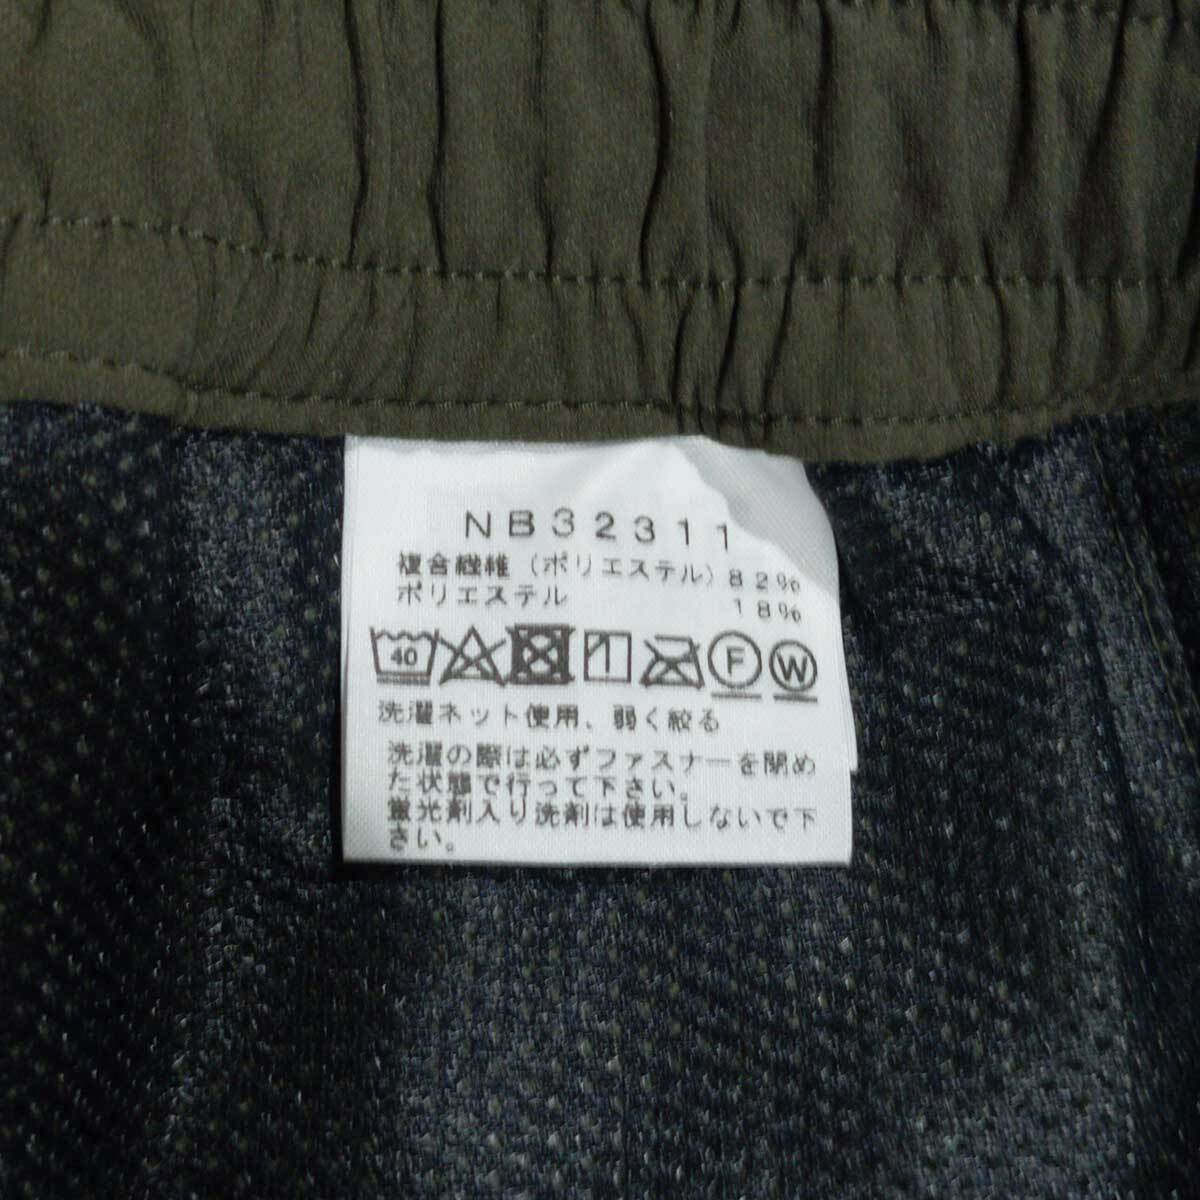 NB32311
複合繊維（ポリエステル）82%
ポリエステル 18%
40 F W
洗濯ネット使用、弱く絞る
洗濯の際は必ずファスナーを閉め
た状態で行って下さい。
蛍光剤入り洗剤は使用しないで下
さい。